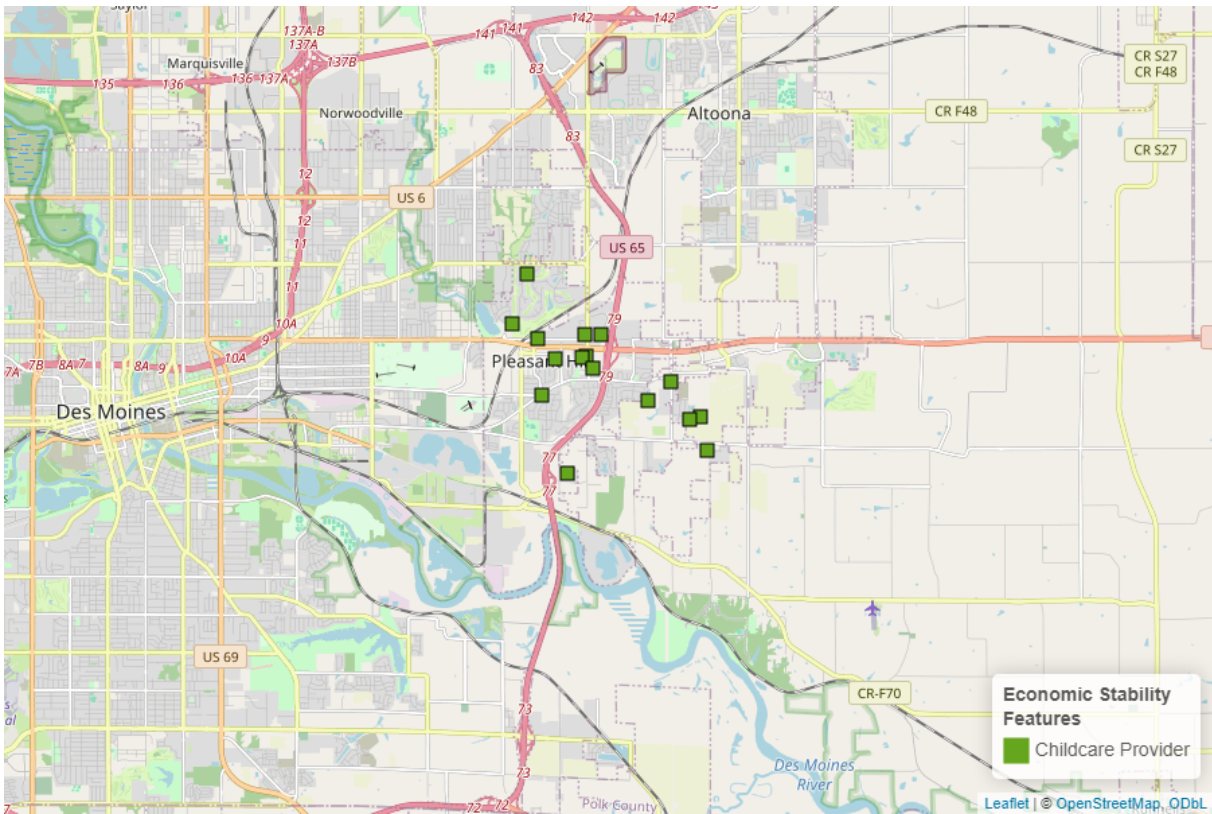 Saylor
142
142
141
141
137A-B
137A
137B
Marquisville
83
135
136
136
137A
CR S27
CR F48
Norwoodville
Altoona
CR F48
83
CR S27
12
US 6
12
11
US 65
11
10A
9
79
7B
8A
7
8A
9
10A
7A
Pleasant Hill
79
Des Moines
77
77
US 69
CR-F70
Economic Stability
Features
Childcare Provider
73
73
Des Moines
River
72
72
Polk County
7
Leaflet | © OpenStreetMap, ODbL